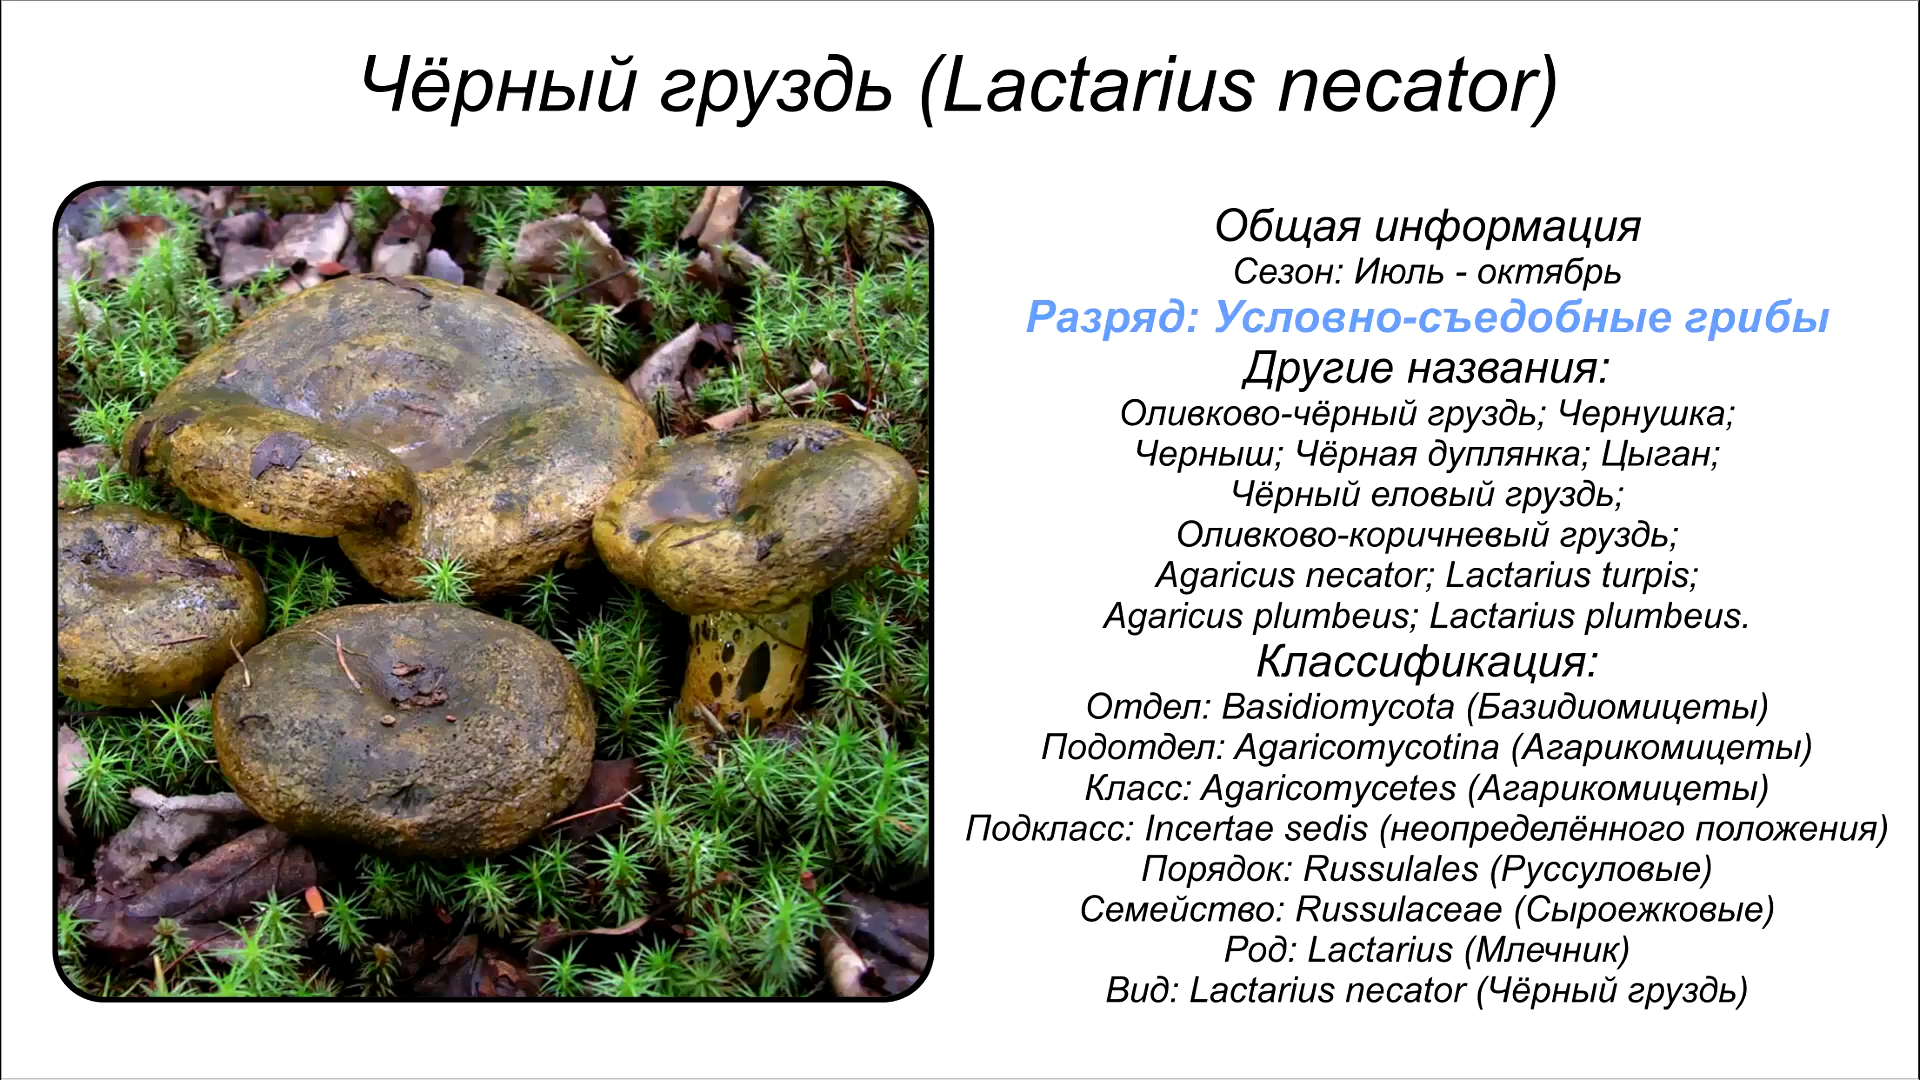 Чёрный груздь (Lactarius necator)
Общая информация
Сезон: Июль - октябрь
Разряд: Условно-съедобные грибы
Другие названия:
Оливково-чёрный груздь; Чернушка;
Черныш; Чёрная дуплянка; Цыган;
Чёрный еловый груздь;
Оливково-коричневый груздь;
Agaricus necator; Lactarius turpis;
Agaricus plumbeus; Lactarius plumbeus.
Классификация:
Отдел: Basidiomycota (Базидиомицеты)
Подотдел: Agaricomycotina (Агарикомицеты)
Класс: Agaricomycetes (Агарикомицеты)
Подкласс: Incertae sedis (неопределённого положения)
Порядок: Russulales (Руссуловые)
Семейство: Russulaceae (Сыроежковые)
Род: Lactarius (Млечник)
Вид: Lactarius necator (Чёрный груздь)